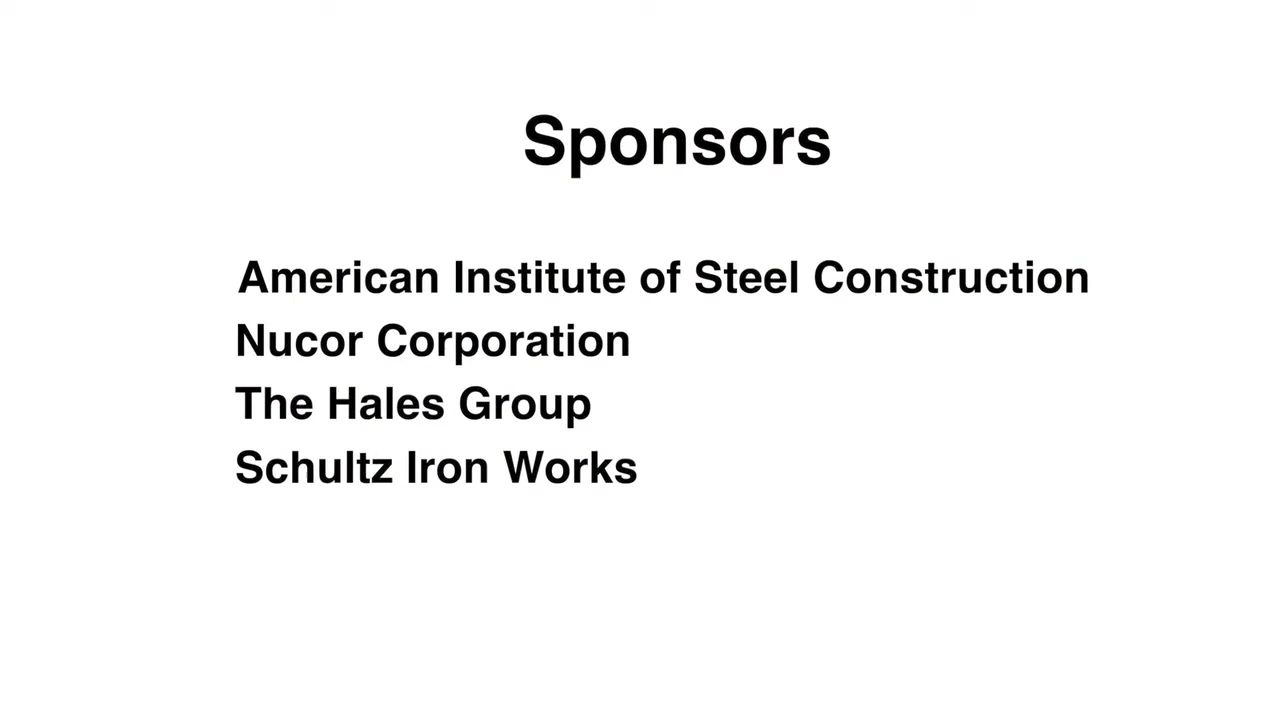 Sponsors
American Institute of Steel Construction
Nucor Corporation
The Hales Group
Schultz Iron Works